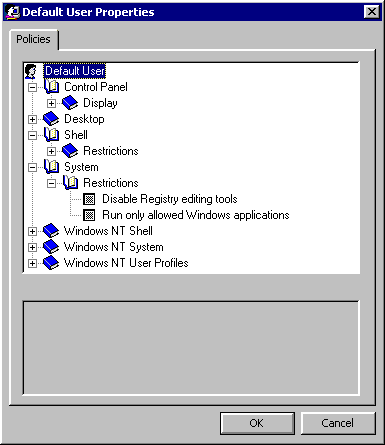 Default User Properties
Policies
Default User
Control Panel
Display
Desktop
Shell
Restrictions
System
Restrictions
Disable Registry editing tools
Run only allowed Windows applications
Windows NT Shell
Windows NT System
Windows NT User Profiles
OK
Cancel